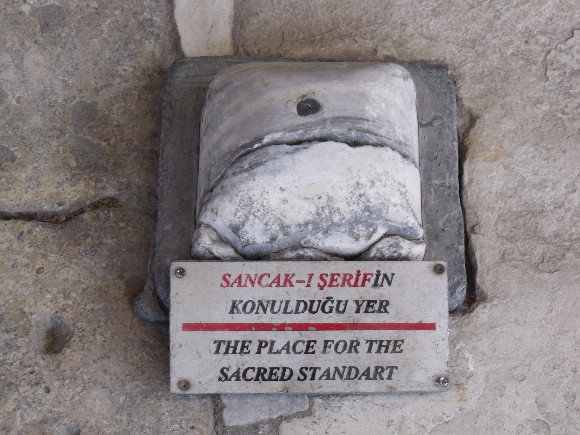 SANCAK-I ŞERİFİN
KONULDUĞU YER
THE PLACE FOR THE
SACRED STANDART